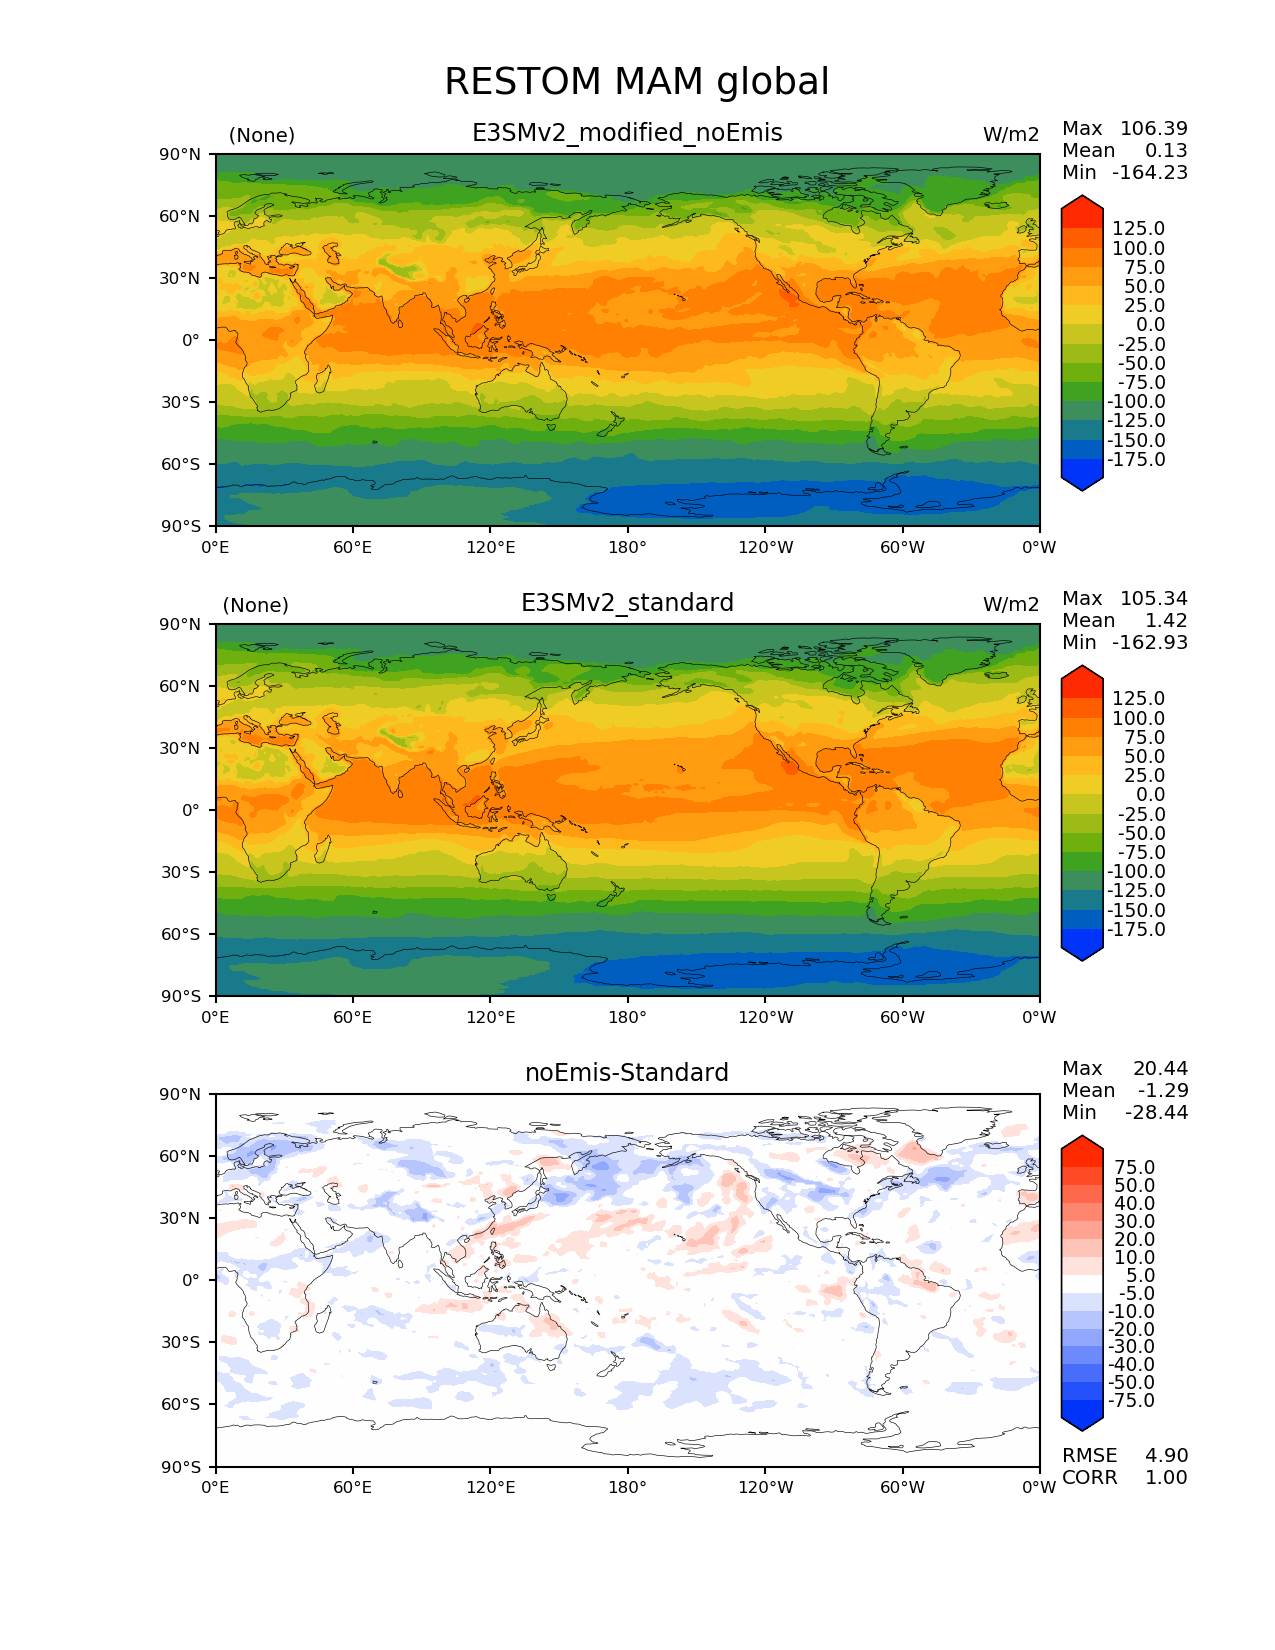 RESTOM MAM global
(None) E3SMv2_modified_noEmis W/m2
Max 106.39
Mean 0.13
Min -164.23
90°N
60°N
30°N
0°
30°S
60°S
90°S
0°E 60°E 120°E 180° 120°W 60°W 0°W
125.0
100.0
75.0
50.0
25.0
0.0
-25.0
-50.0
-75.0
-100.0
-125.0
-150.0
-175.0
(None) E3SMv2_standard W/m2
Max 105.34
Mean 1.42
Min -162.93
90°N
60°N
30°N
0°
30°S
60°S
90°S
0°E 60°E 120°E 180° 120°W 60°W 0°W
125.0
100.0
75.0
50.0
25.0
0.0
-25.0
-50.0
-75.0
-100.0
-125.0
-150.0
-175.0
noEmis-Standard
Max 20.44
Mean -1.29
Min -28.44
90°N
60°N
30°N
0°
30°S
60°S
90°S
0°E 60°E 120°E 180° 120°W 60°W 0°W
75.0
50.0
40.0
30.0
20.0
10.0
5.0
-5.0
-10.0
-20.0
-30.0
-40.0
-50.0
-75.0
RMSE 4.90
CORR 1.00